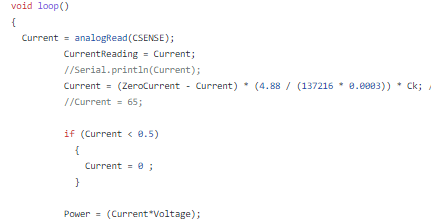 void loop()
{
Current = analogRead(CSENSE);
CurrentReading = Current;
//Serial.println(Current);
Current = (ZeroCurrent - Current) * (4.88 / (137216 * 0.0003)) * Ck; /
//Current = 65;
if (Current < 0.5)
{
Current = 0 ;
}
Power = (Current*Voltage);